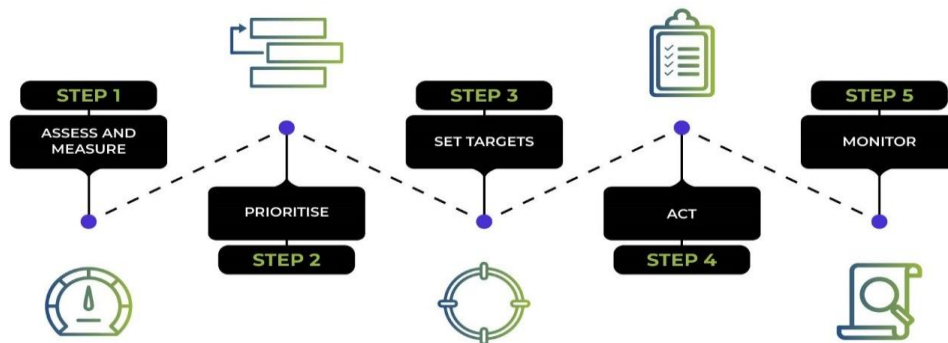 STEP 1
ASSESS AND
MEASURE
PRIORITISE
STEP 2
STEP 3
SET TARGETS
ACT
STEP 4
STEP 5
MONITOR